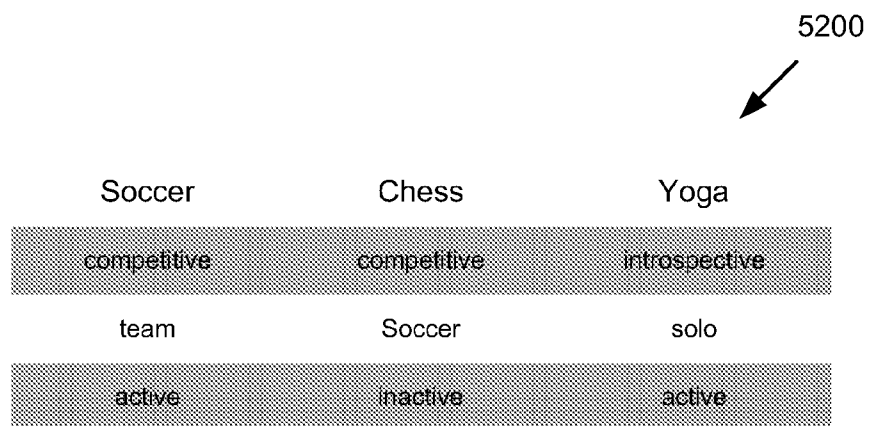 5200
Soccer Chess Yoga
competitive competitive introspective
team Soccer solo
active inactive active